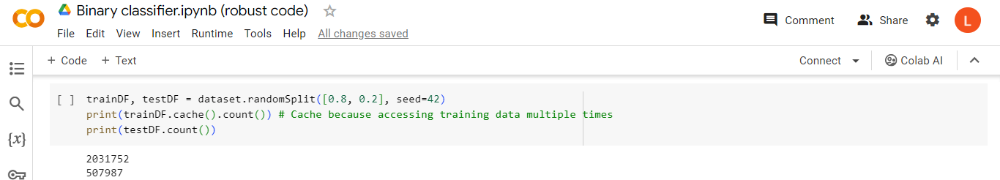 Binary classifier.ipynb (robust code)
File Edit View Insert Runtime Tools Help All changes saved
Comment Share L
+ Code + Text
Connect Colab AI
{x}
[ ] trainDF, testDF = dataset.randomSplit([0.8, 0.2], seed=42)
print(trainDF.cache().count()) # Cache because accessing training data multiple times
print(testDF.count())
2031752
507987